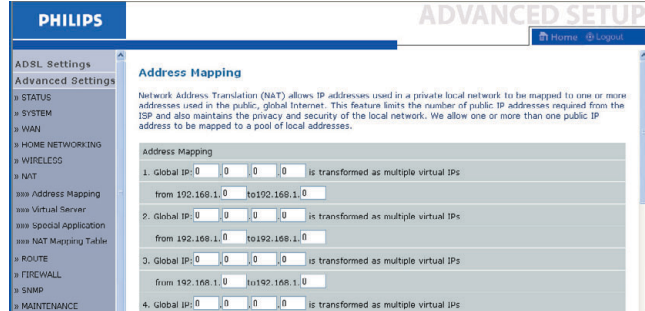 PHILIPS
ADVANCED SETUP
Home Logout
ADSL Settings
Advanced Settings
» STATUS
» SYSTEM
» WAN
» HOME NETWORKING
» WIRELESS
» NAT
»»» Address Mapping
»»» Virtual Server
»»» Special Application
»»» NAT Mapping Table
» ROUTE
» FIREWALL
» SNMP
» MAINTENANCE
Address Mapping
Network Address Translation (NAT) allows IP addresses used in a private local network to be mapped to one or more
addresses used in the public, global Internet. This feature limits the number of public IP addresses required from the
ISP and also maintains the privacy and security of the local network. We allow one or more than one public IP
address to be mapped to a pool of local addresses.
Address Mapping
1. Global IP: 0 .0 .0 .0 is transformed as multiple virtual IPs
from 192.168.1.0 to192.168.1.0
2. Global IP: 0 .0 .0 .0 is transformed as multiple virtual IPs
from 192.168.1.0 to192.168.1.0
3. Global IP: 0 .0 .0 .0 is transformed as multiple virtual IPs
from 192.168.1.0 to192.168.1.0
4. Global IP: 0 .0 .0 .0 is transformed as multiple virtual IPs